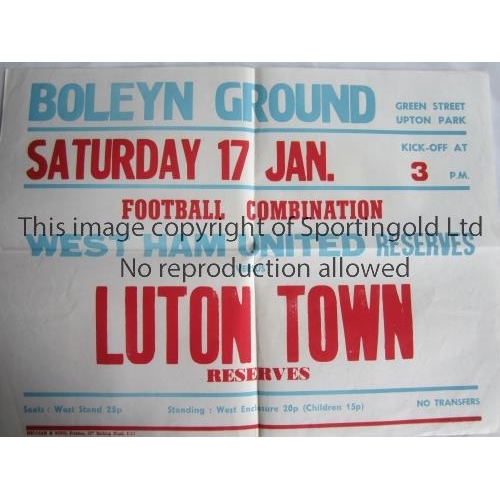 BOLEYN GROUND
GREEN STREET
UPTON PARK
SATURDAY 17 JAN.
KICK-OFF AT
3 P.M.
FOOTBALL COMBINATION
This image copyright of Sportingold Ltd
WEST HAM UNITED RESERVES
No reproduction allowed
LUTON TOWN
RESERVES
Seats : West Stand 25p
Standing : West Enclosure 20p (Children 15p)
NO TRANSFERS